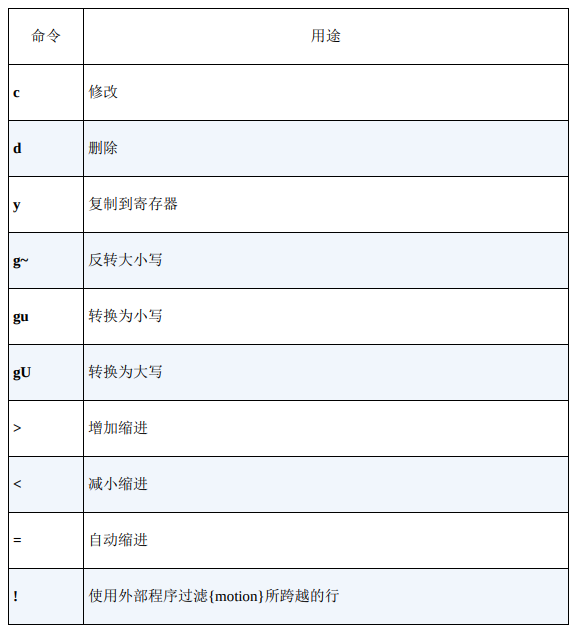 命令 用途
c 修改
d 删除
y 复制到寄存器
g~ 反转大小写
gu 转换为小写
gU 转换为大写
> 增加缩进
< 减小缩进
= 自动缩进
! 使用外部程序过滤{motion}所跨越的行